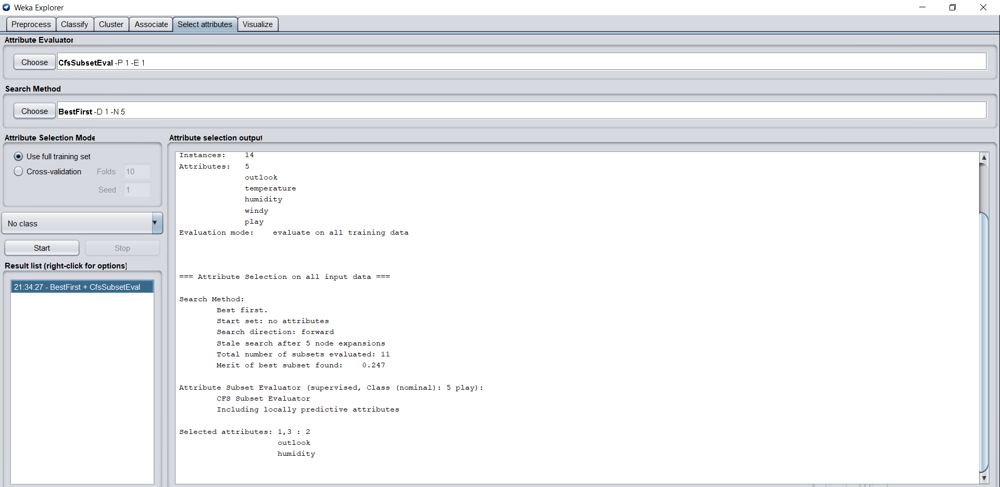 Weka Explorer
Preprocess Classify Cluster Associate Select attributes Visualize
Attribute Evaluator
Choose CfsSubsetEval -P 1 -E 1
Search Method
Choose BestFirst -D 1 -N 5
Attribute Selection Mode
Use full training set
Cross-validation Folds 10
Seed 1
No class
Start Stop
Result list (right-click for options)
21:34:27 - BestFirst + CfsSubsetEval
Attribute selection output
Instances: 14
Attributes: 5
outlook
temperature
humidity
windy
play
Evaluation mode: evaluate on all training data
=== Attribute Selection on all input data ===
Search Method:
Best first.
Start set: no attributes
Search direction: forward
Stale search after 5 node expansions
Total number of subsets evaluated: 11
Merit of best subset found: 0.247
Attribute Subset Evaluator (supervised, Class (nominal): 5 play):
CFS Subset Evaluator
Including locally predictive attributes
Selected attributes: 1,3 : 2
outlook
humidity